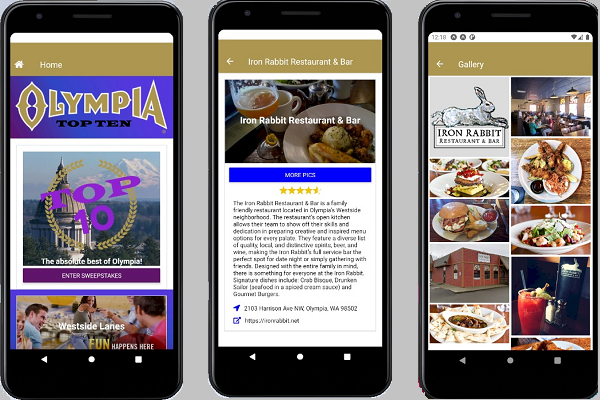 Home
OLYMPIA
TOP TEN
TOP
10
The absolute best of Olympia!
ENTER SWEEPSTAKES
Westside Lanes
FUN HAPPENS HERE
Iron Rabbit Restaurant & Bar
Iron Rabbit Restaurant & Bar
MORE PICS
The Iron Rabbit Restaurant & Bar is a family
friendly restaurant located in Olympia's Westside
neighborhood. The restaurant's open kitchen
allows their team to show off their skills and
dedication in preparing creative and inspired menu
options for every palate. They feature a diverse list
of quality, local, and distinctive spirits, beer, and
wine, making the Iron Rabbit's full service bar the
perfect spot for date night or simply gathering with
friends. Designed with the entire family in mind,
there is something for everyone at the Iron Rabbit.
Signature dishes include: Crab Bisque, Drunken
Sailor (seafood in a spiced cream sauce) and
Gourmet Burgers.
2103 Harrison Ave NW, Olympia, WA 98502
https://ironrabbit.net
12:18
Gallery
IRON RABBIT
RESTAURANT & BAR